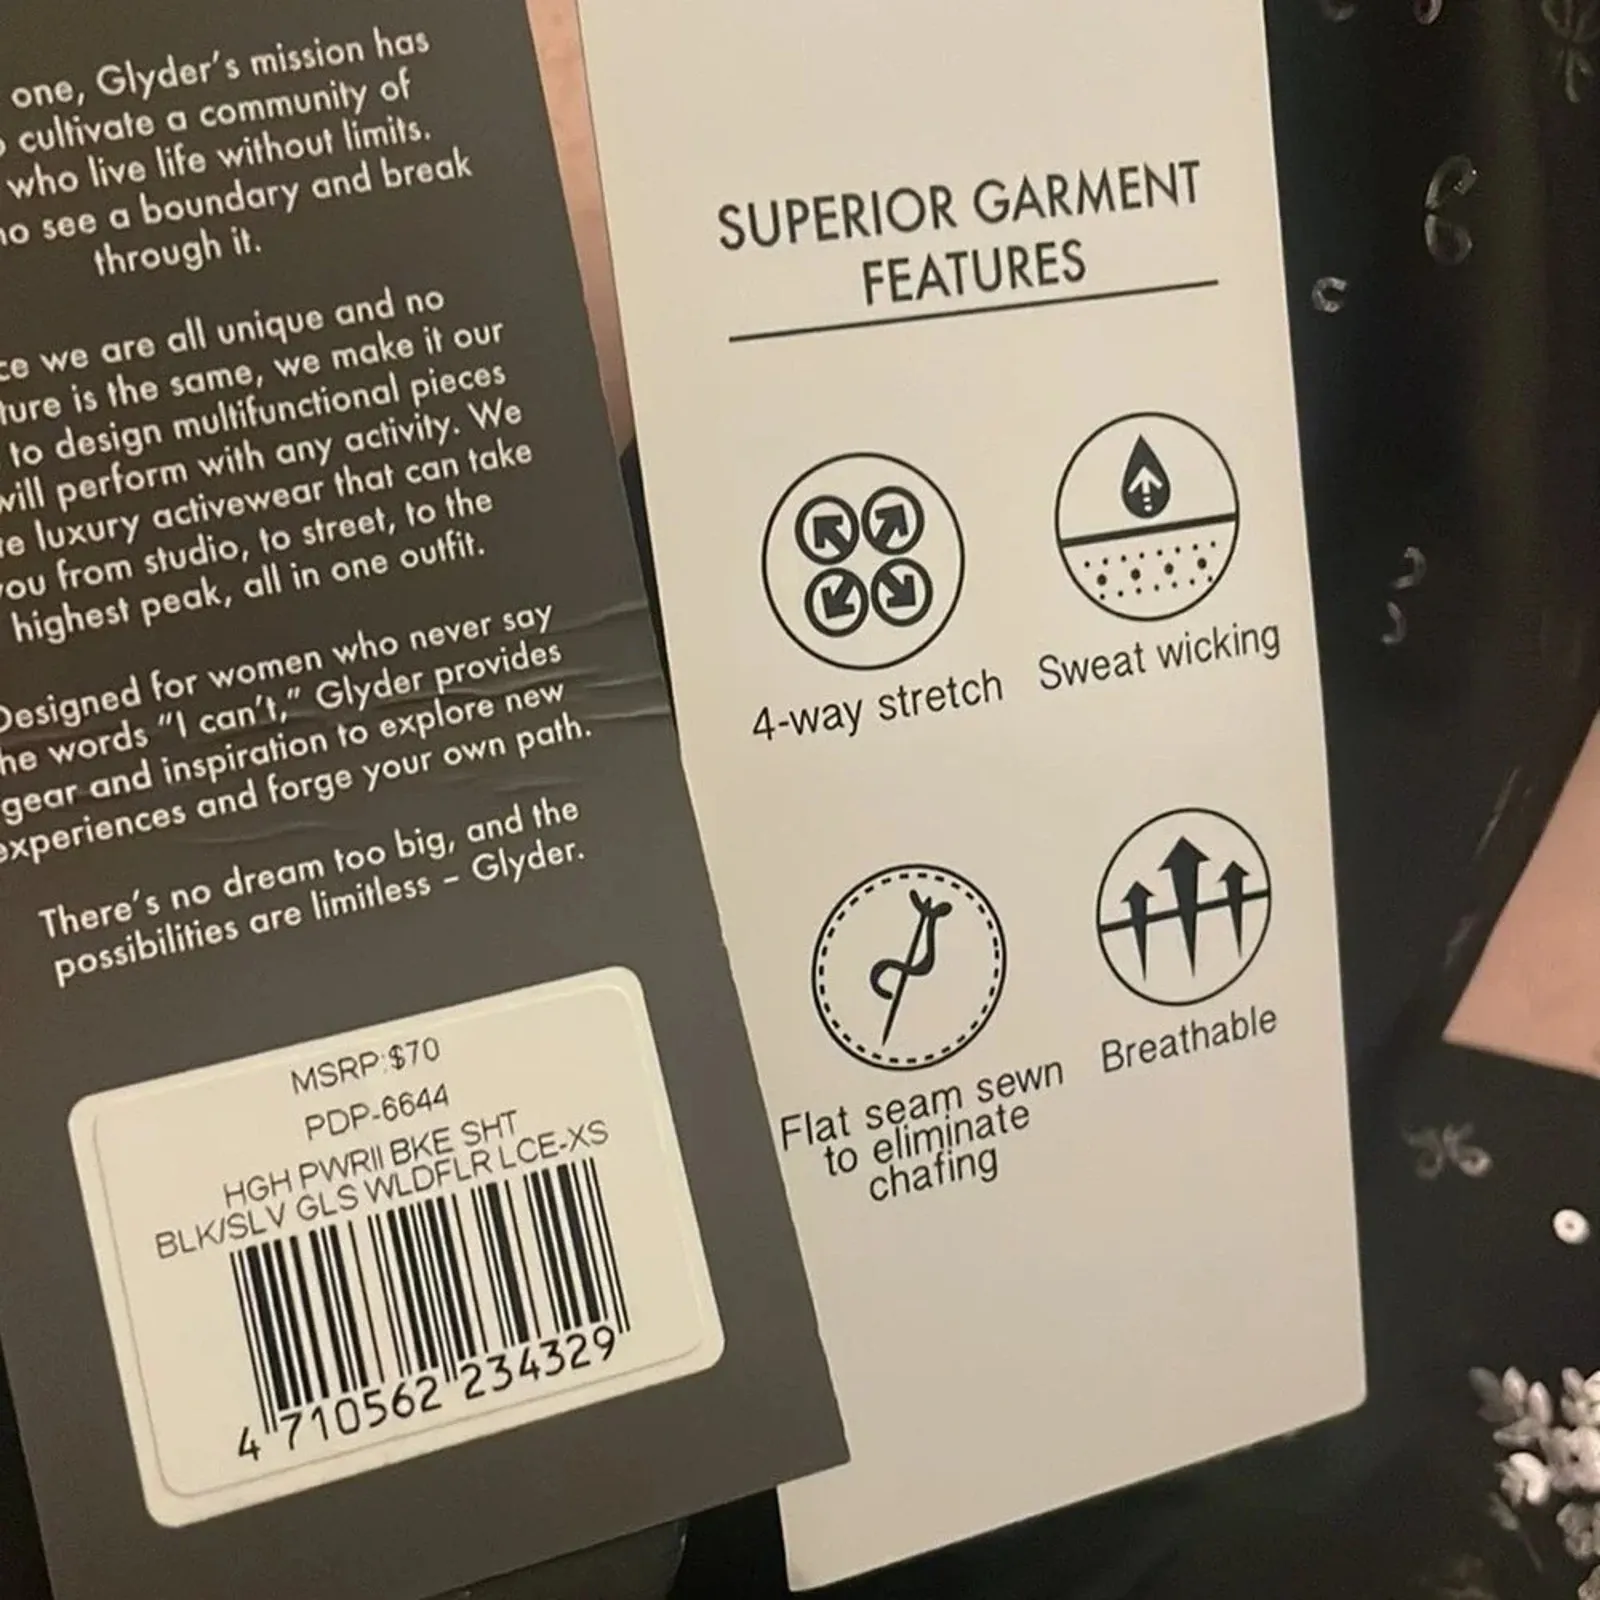 one, Glyder's mission has
cultivate a community of
who live life without limits.
see a boundary and break
through it.
we are all unique and no
is the same, we make it our
to design multifunctional pieces
will perform with any activity. We
luxury activewear that can take
you from studio, to street, to the
highest peak, all in one outfit.
Designed for women who never say
the words "I can't," Glyder provides
gear and inspiration to explore new
experiences and forge your own path.
There's no dream too big, and the
possibilities are limitless – Glyder.
MSRP:$70
PDP-6644
HGH PWRII BKE SHT
BLK/SLV GLS WLDFLR LCE-XS
4 710562 234329
SUPERIOR GARMENT
FEATURES
4-way stretch
Sweat wicking
Flat seam sewn
to eliminate
chafing
Breathable